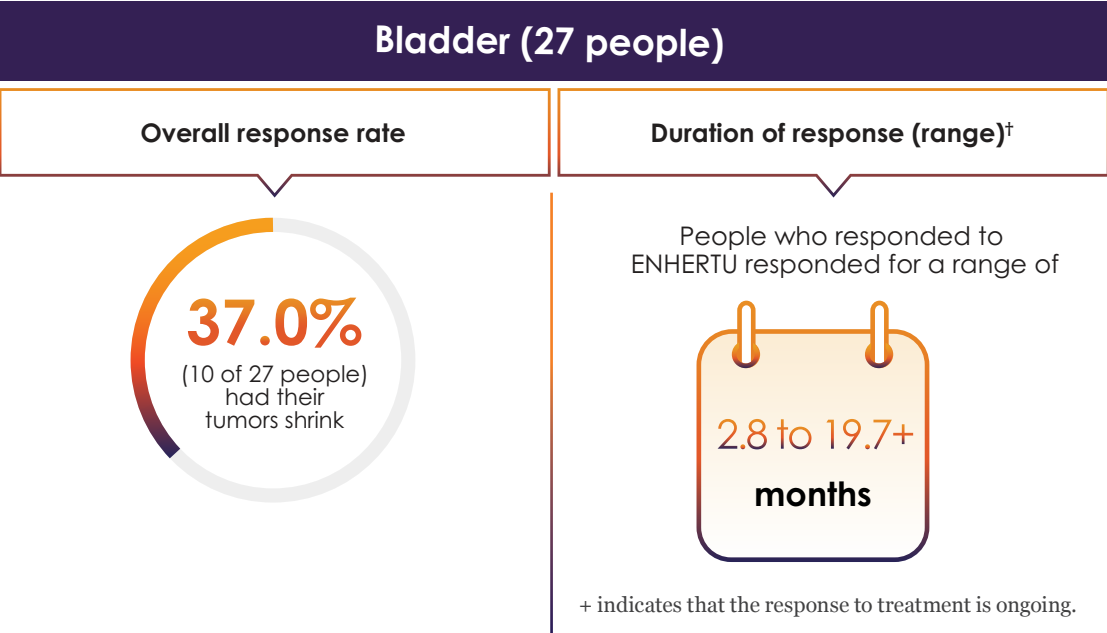 Bladder (27 people)
Overall response rate
37.0%
(10 of 27 people)
had their
tumors shrink
Duration of response (range)†
People who responded to
ENHERTU responded for a range of
2.8 to 19.7+
months
+ indicates that the response to treatment is ongoing.